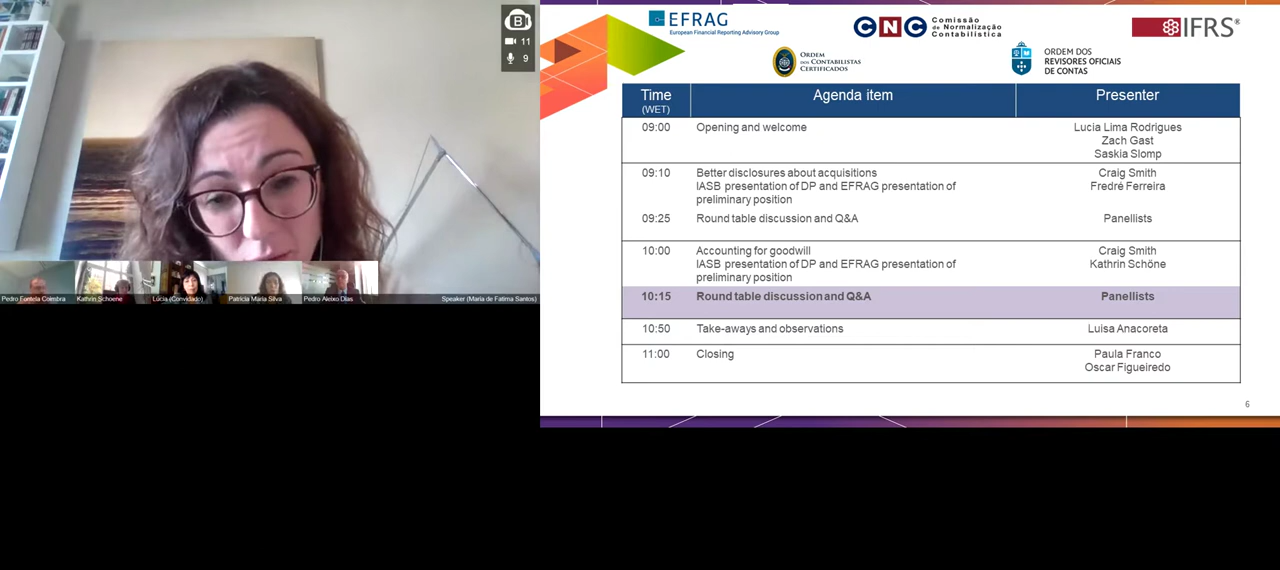 B
11
9
Pedro Fontela Coimbra
Kathrin Schoene
Lúcia (Convidado)
Patricia Maria Silva
Pedro Aleixo Dias
Speaker (Maria de Fatima Santos)
EFRAG
European Financial Reporting Advisory Group
CNC
Comissão
de Normalização
Contabilística
IFRS®
ORDEM
DOS CONTABILISTAS
CERTIFICADOS
ORDEM DOS
REVISORES OFICIAIS
DE CONTAS
Time
(WET)
Agenda item
Presenter
09:00
Opening and welcome
Lucia Lima Rodrigues
Zach Gast
Saskia Slomp
09:10
Better disclosures about acquisitions
IASB presentation of DP and EFRAG presentation of
preliminary position
Craig Smith
Fredré Ferreira
09:25
Round table discussion and Q&A
Panellists
10:00
Accounting for goodwill
IASB presentation of DP and EFRAG presentation of
preliminary position
Craig Smith
Kathrin Schöne
10:15
Round table discussion and Q&A
Panellists
10:50
Take-aways and observations
Luisa Anacoreta
11:00
Closing
Paula Franco
Oscar Figueiredo
6